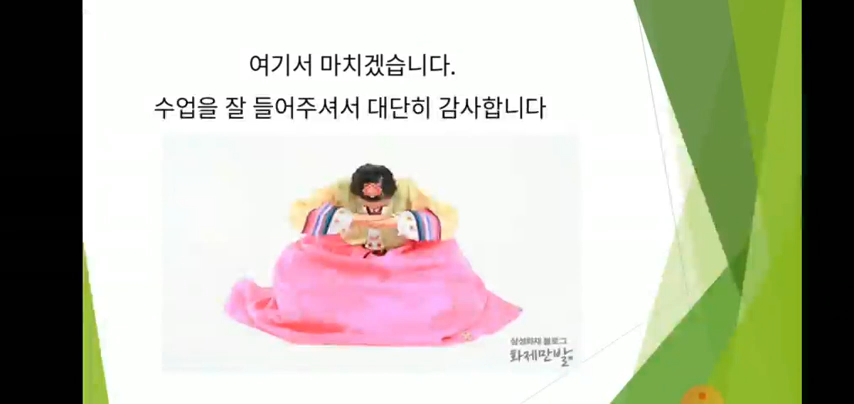 여기서 마치겠습니다.
수업을 잘 들어주셔서 대단히 감사합니다
삼성화재 블로그
화제만발